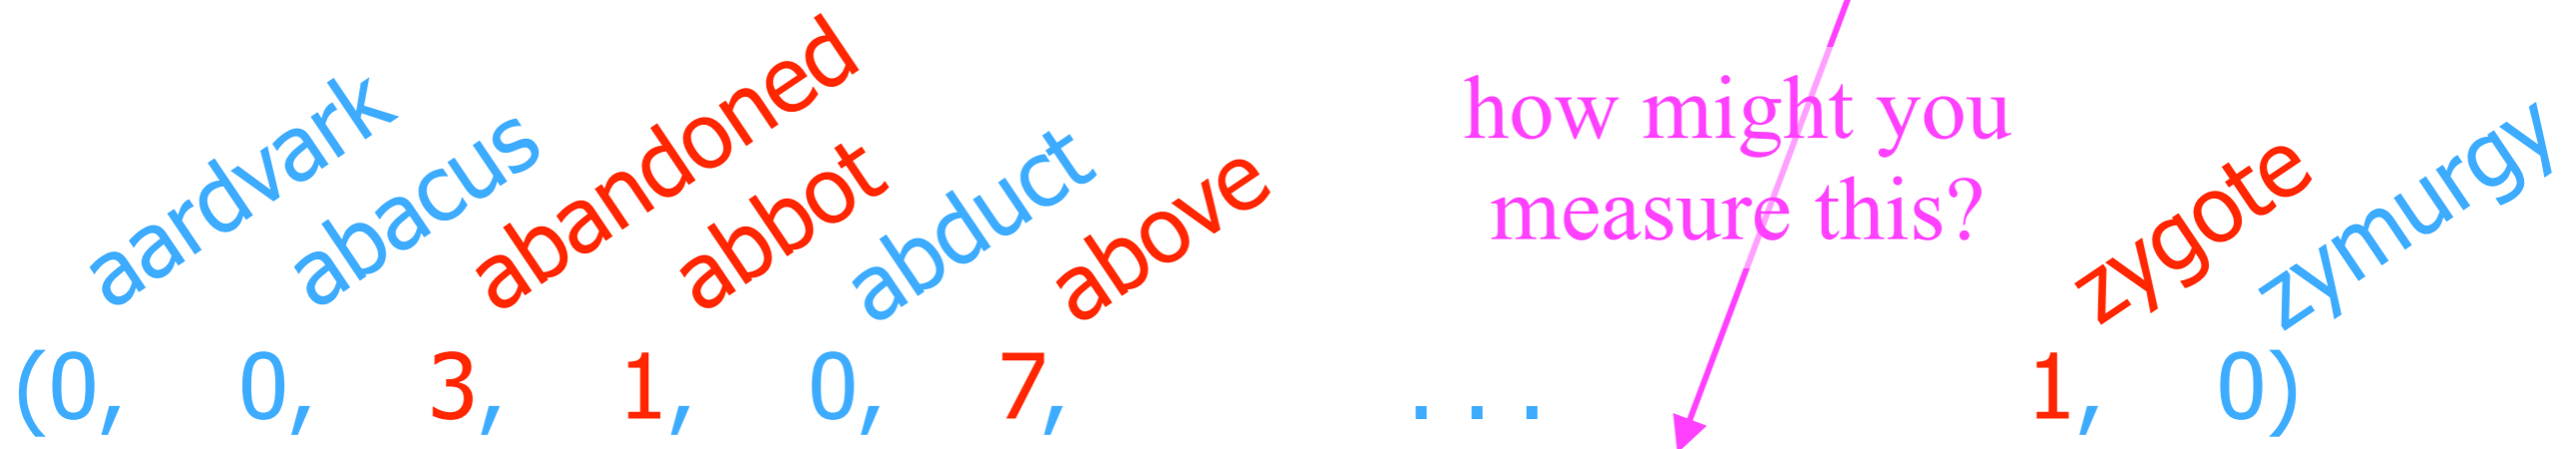 aardvark abacus abandoned abbot abduct above
how might you
measure this?
zygote zymurgy
(0, 0, 3, 1, 0, 7, . . . 1, 0)